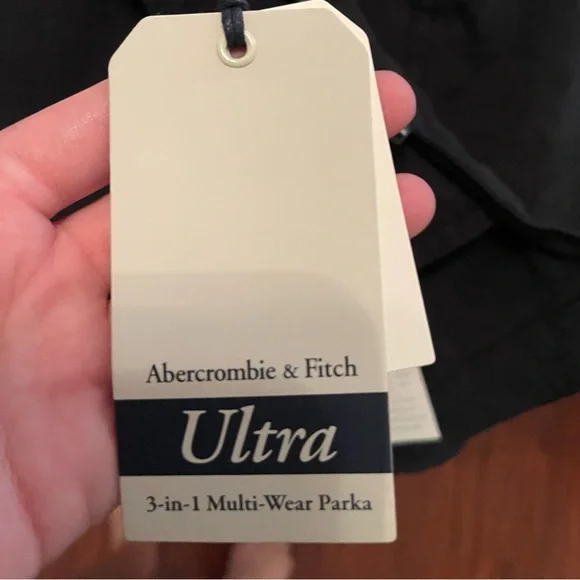 Abercrombie & Fitch
Ultra
3-in-1 Multi-Wear Parka